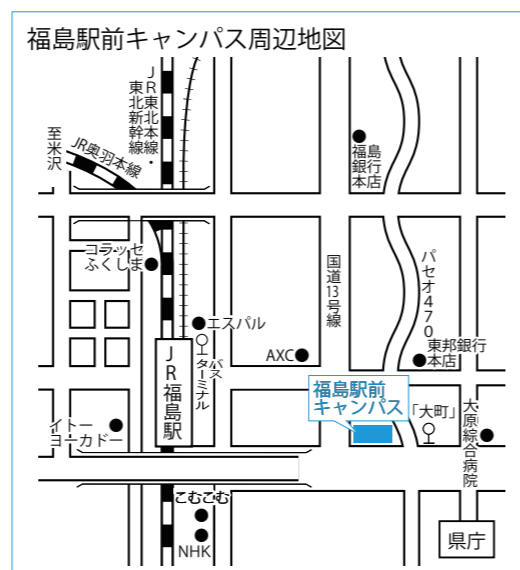 福島駅前キャンパス周辺地図
JR東北本線・
東北新幹線
至米沢
JR奥羽本線
福島
銀行
本店
コラッセ
ふくしま
国道13号線
パセオ470
エスパル
バス
ターミナル
JR福島駅
AXC
東邦銀行
本店
福島駅前
キャンパス
「大町」
大原綜合病院
イトー
ヨーカドー
こむこむ
NHK
県庁